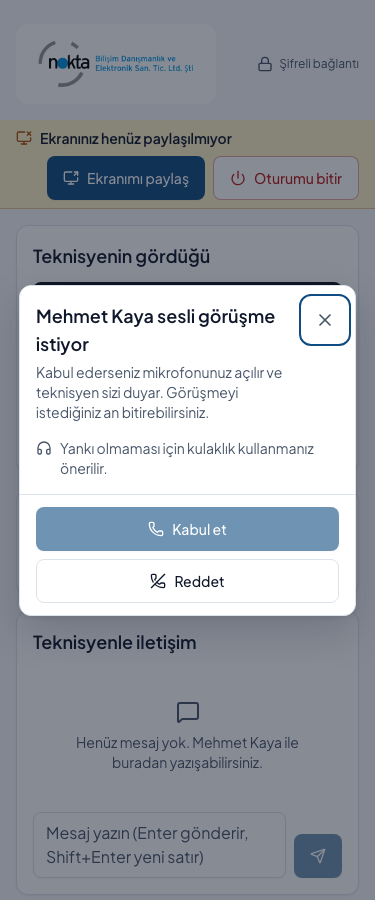 nokta Bilişim Danışmanlık ve
Elektronik San. Tic. Ltd. Şti
Şifreli bağlantı
Ekranınız henüz paylaşılmıyor
Ekranımı paylaş
Oturumu bitir
Teknisyenin gördüğü
Mehmet Kaya sesli görüşme
istiyor
Kabul ederseniz mikrofonunuz açılır ve
teknisyen sizi duyar. Görüşmeyi
istediğiniz an bitirebilirsiniz.
Yankı olmaması için kulaklık kullanmanız
önerilir.
Kabul et
Reddet
Teknisyenle iletişim
Henüz mesaj yok. Mehmet Kaya ile
buradan yazışabilirsiniz.
Mesaj yazın (Enter gönderir,
Shift+Enter yeni satır)